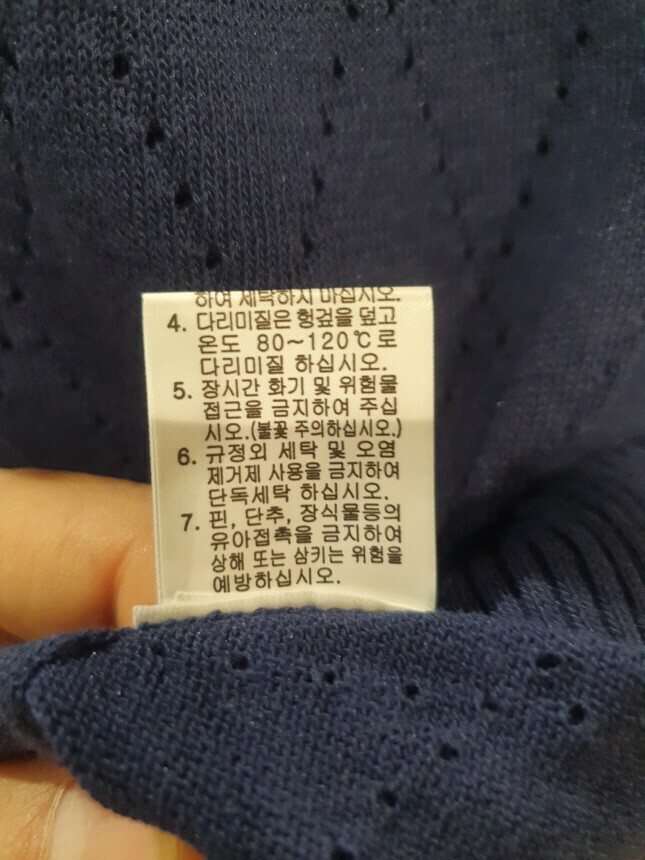 하여 세탁하지 마십시오.
4. 다리미질은 헝겊을 덮고
온도 80~120℃로
다리미질 하십시오.
5. 장시간 화기 및 위험물
접근을 금지하여 주십
시오.(불꽃 주의하십시오.)
6. 규정외 세탁 및 오염
제거제 사용을 금지하여
단독세탁 하십시오.
7. 핀, 단추, 장식물등의
유아접촉을 금지하여
상해 또는 삼키는 위험을
예방하십시오.